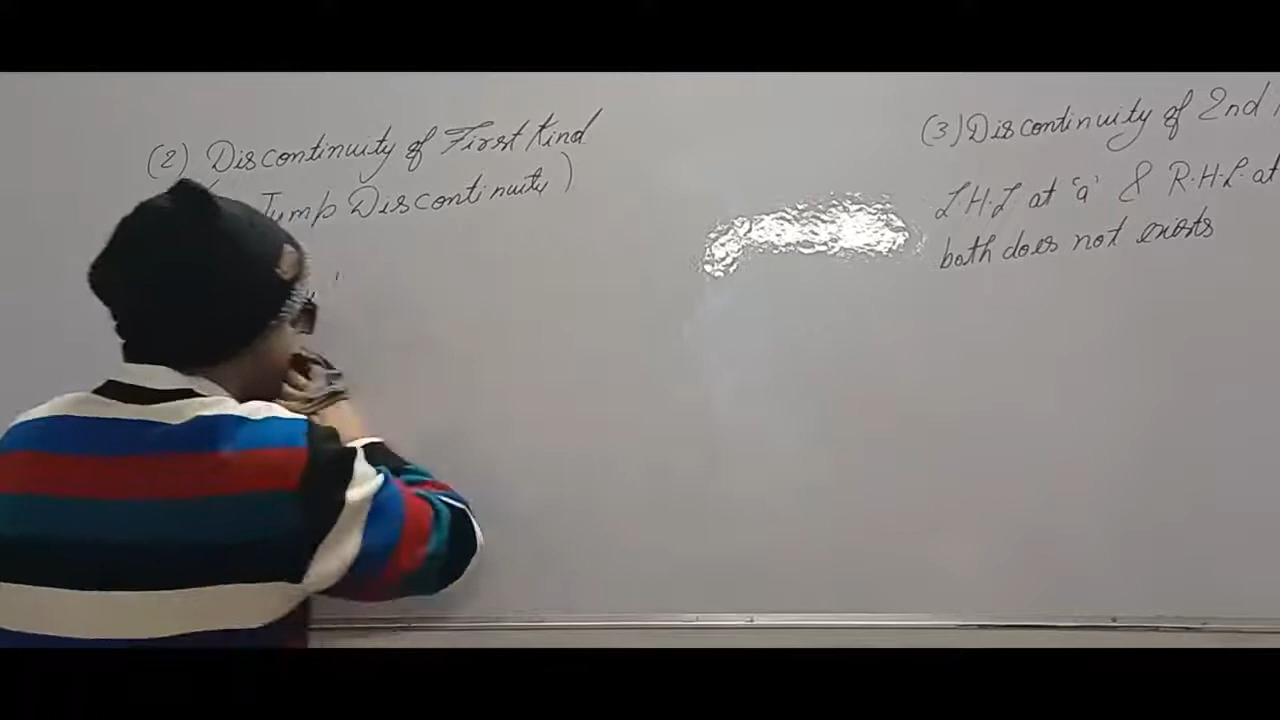 (2) Discontinuity of First Kind
Jump Discontinuity)
(3) Discontinuity of 2nd
L.H.L at 'a' & R.H.L. at
both does not exists